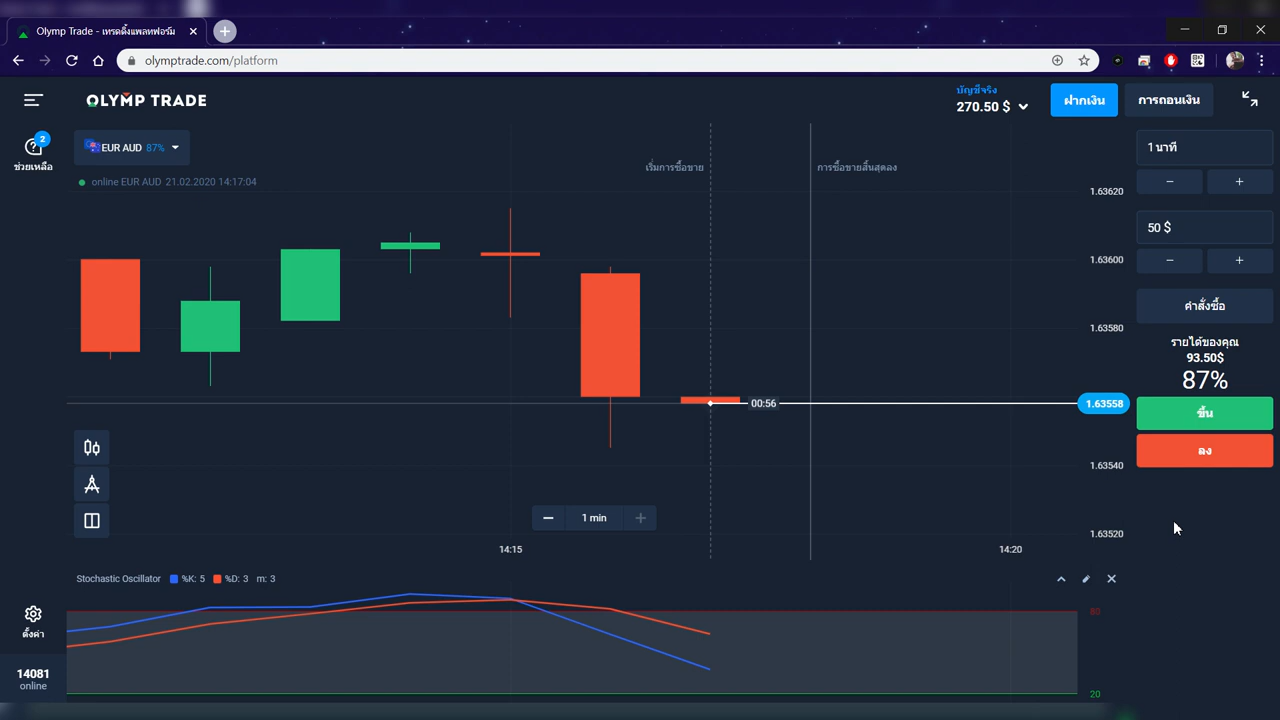 Olymp Trade - เทรดดิ้งแพลทฟอร์ม
olymptrade.com/platform
OLYMP TRADE
บัญชีจริง
270.50 $
ฝากเงิน
การถอนเงิน
2
ช่วยเหลือ
EUR AUD 87%
online EUR AUD 21.02.2020 14:17:04
เริ่มการซื้อขาย
การซื้อขายสิ้นสุดลง
1.63620
1.63600
1.63580
00:56
1.63558
1.63540
1.63520
1 นาที
− +
50 $
− +
คำสั่งซื้อ
รายได้ของคุณ
93.50$
87%
ขึ้น
ลง
− 1 min +
14:15
14:20
Stochastic Oscillator %K: 5 %D: 3 m: 3
80
20
ตั้งค่า
14081
online